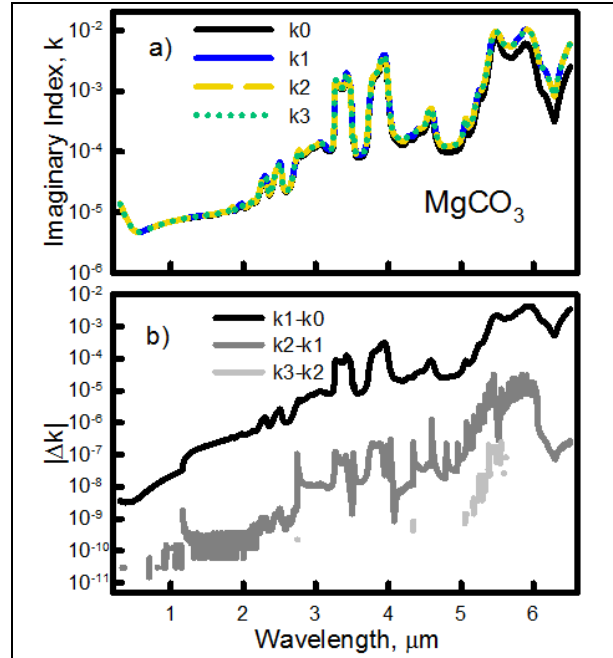 a)
k0
k1
k2
k3
MgCO3
Imaginary Index, k
10-2
10-3
10-4
10-5
10-6
b)
k1-k0
k2-k1
k3-k2
|Δk|
10-2
10-3
10-4
10-5
10-6
10-7
10-8
10-9
10-10
10-11
1 2 3 4 5 6
Wavelength, μm